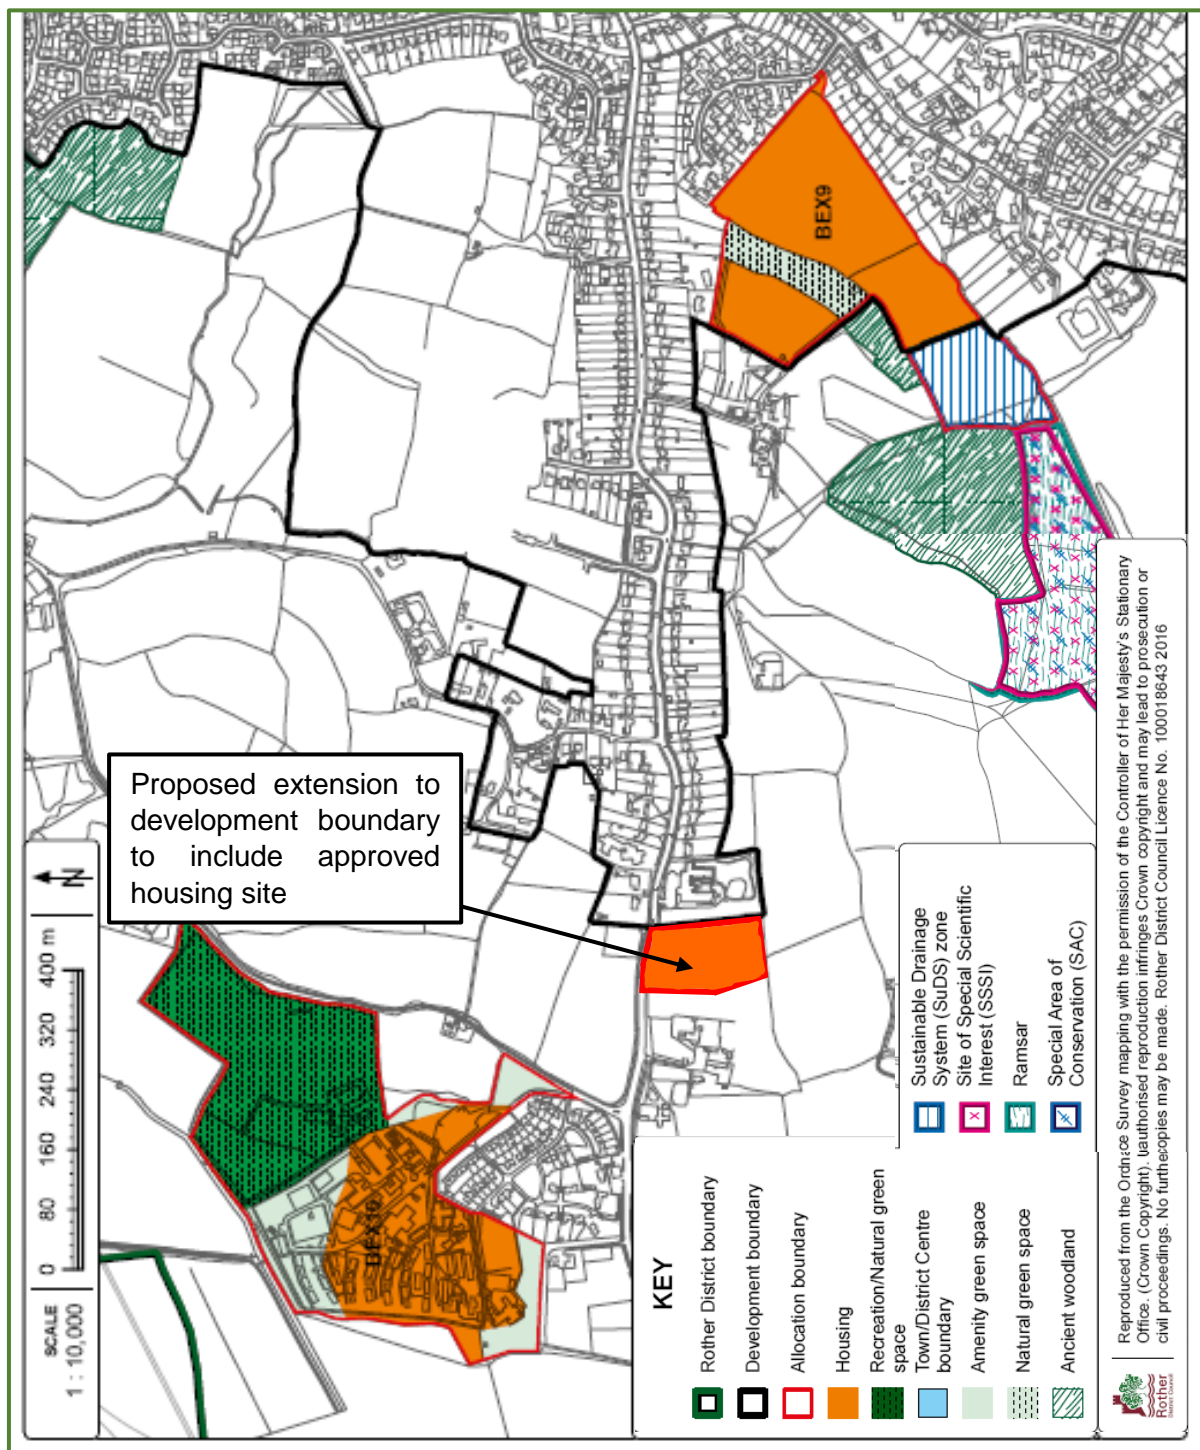 Proposed extension to
development boundary
to include approved
housing site
BEX9
BEX10
N
SCALE
1 : 10,000
0 80 160 240 320 400 m
KEY
Rother District boundary
Development boundary
Allocation boundary
Housing
Recreation/Natural green
space
Town/District Centre
boundary
Amenity green space
Natural green space
Ancient woodland
Sustainable Drainage
System (SuDS) zone
Site of Special Scientific
Interest (SSSI)
Ramsar
Special Area of
Conservation (SAC)
Rother
District Council
Reproduced from the Ordnance Survey mapping with the permission of the Controller of Her Majesty's Stationary
Office. (Crown Copyright). Unauthorised reproduction infringes Crown copyright and may lead to prosecution or
civil proceedings. No further copies may be made. Rother District Council Licence No. 100018643 2016